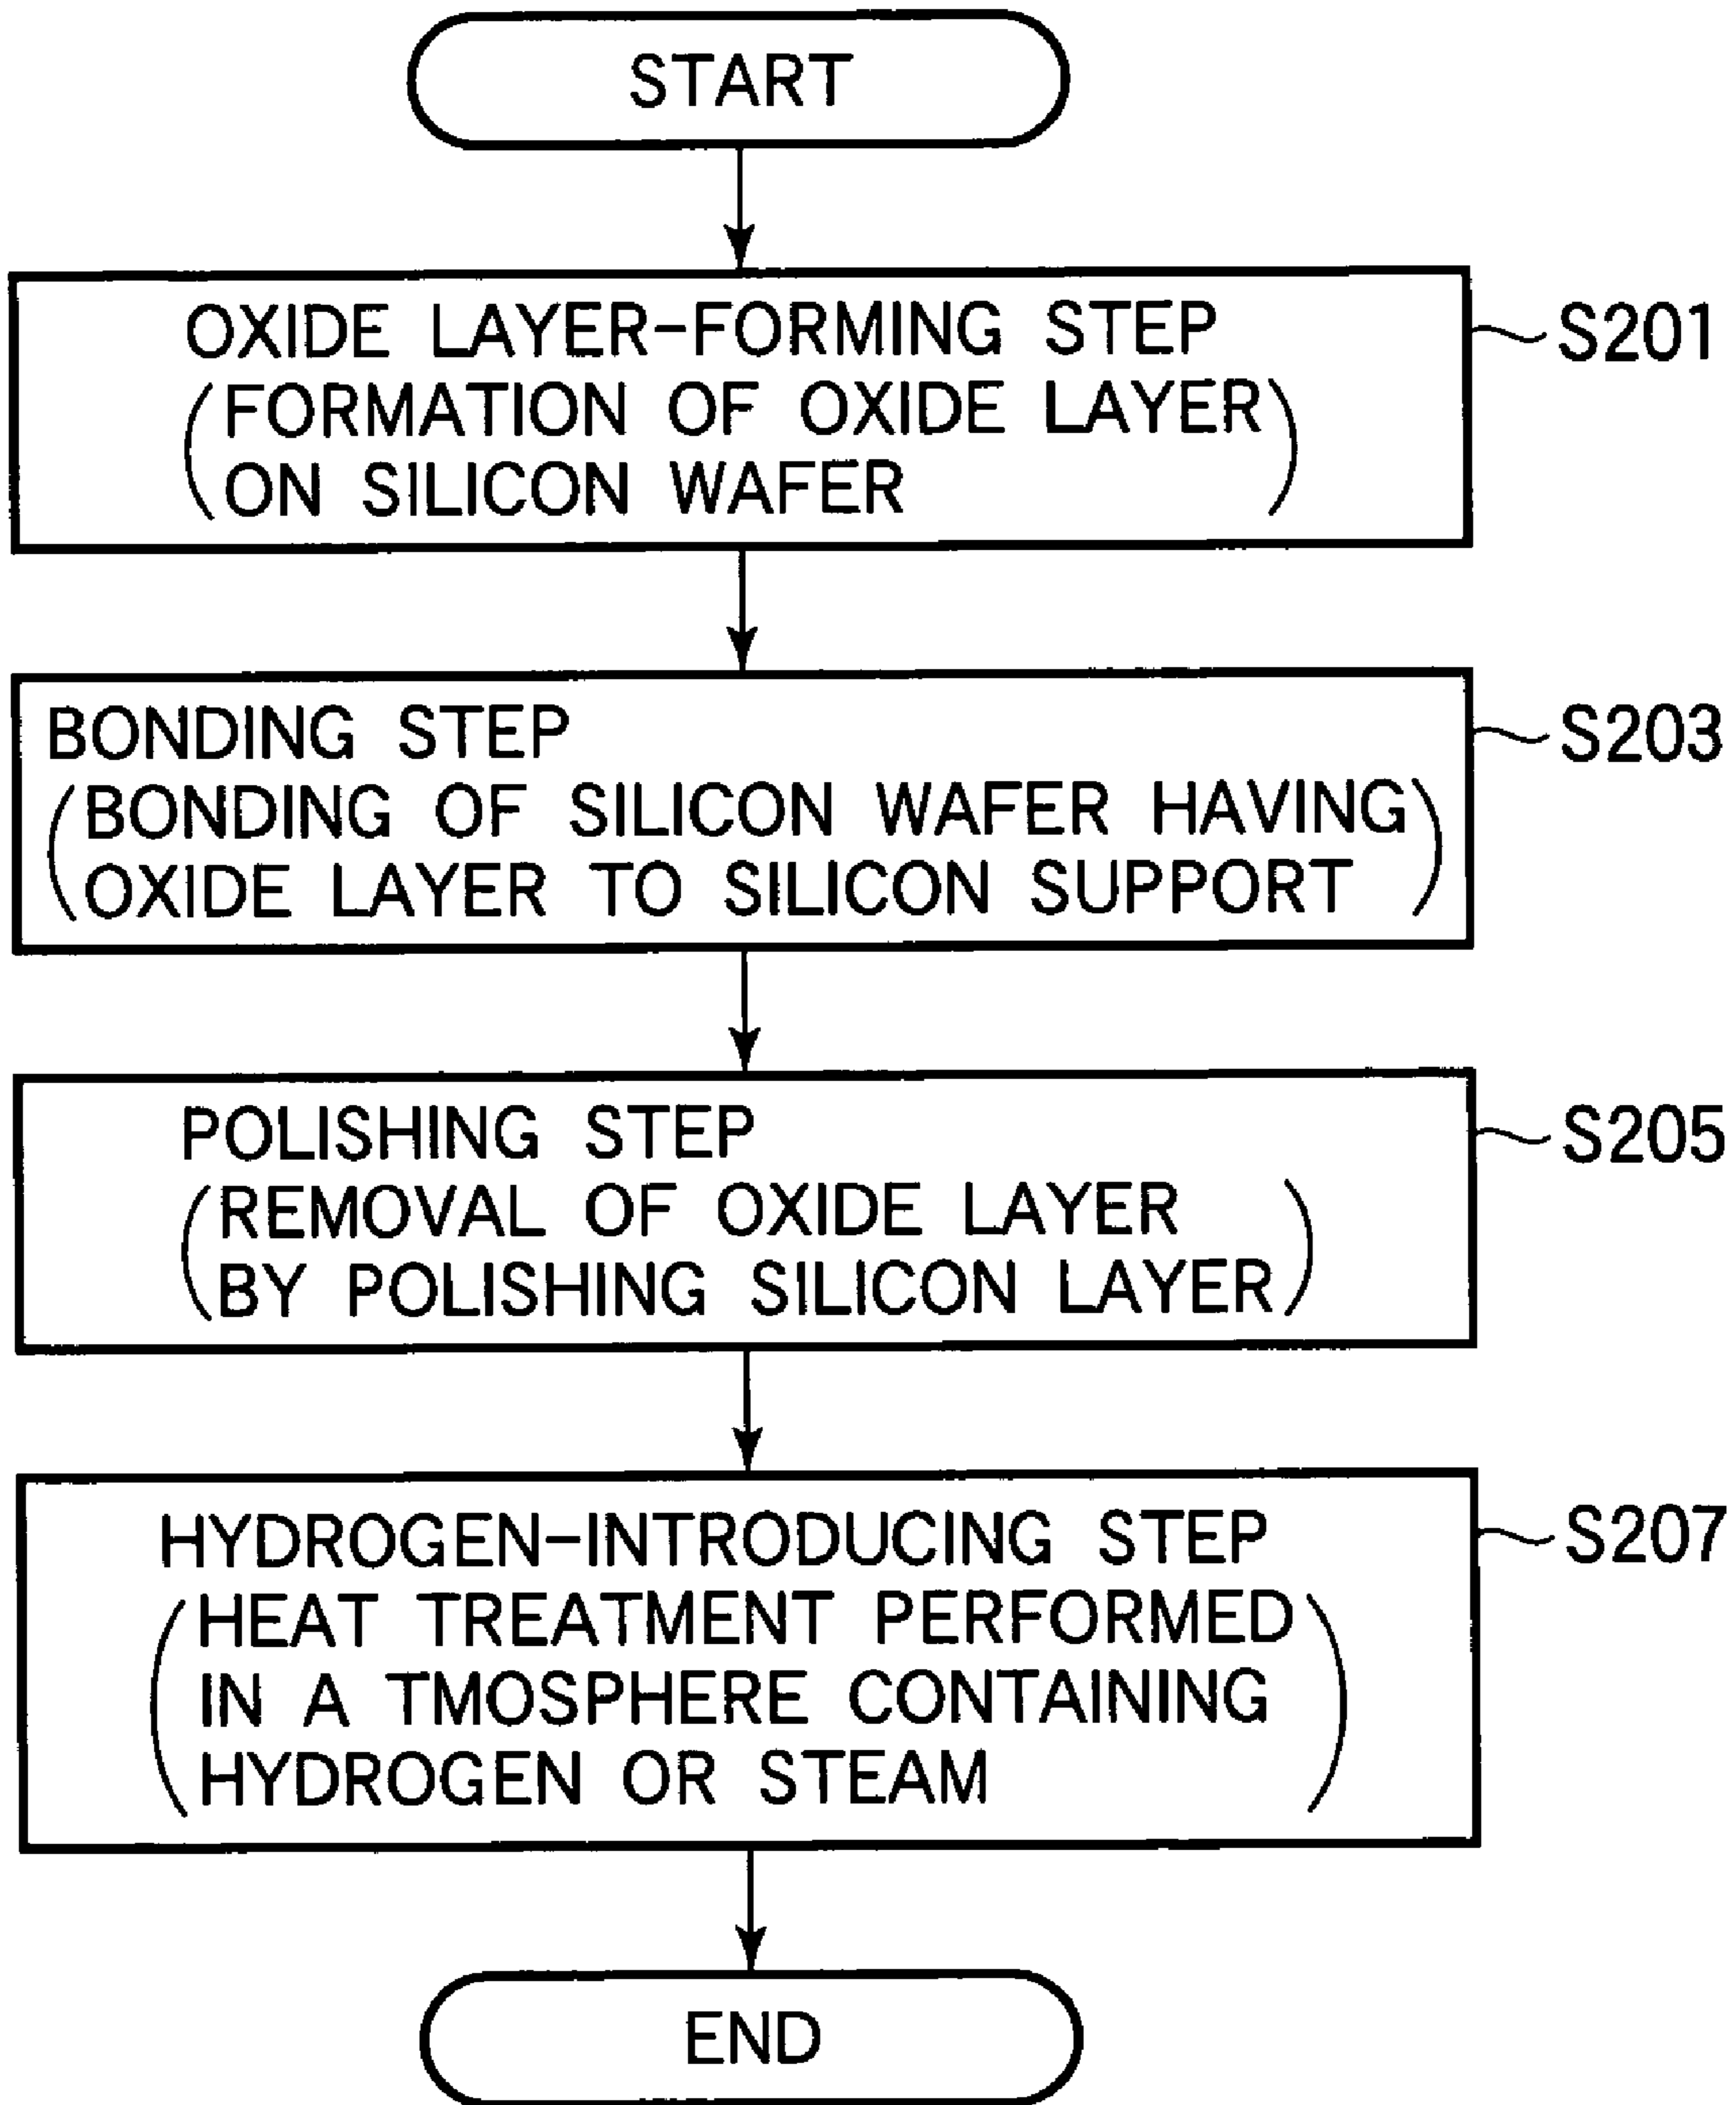 START
OXIDE LAYER-FORMING STEP
S201
(FORMATION OF OXIDE LAYER
ON SILICON WAFER)
BONDING STEP
S203
(BONDING OF SILICON WAFER HAVING
OXIDE LAYER TO SILICON SUPPORT)
POLISHING STEP
S205
(REMOVAL OF OXIDE LAYER
BY POLISHING SILICON LAYER)
HYDROGEN-INTRODUCING STEP
S207
(HEAT TREATMENT PERFORMED
IN A TMOSPHERE CONTAINING
HYDROGEN OR STEAM)
END